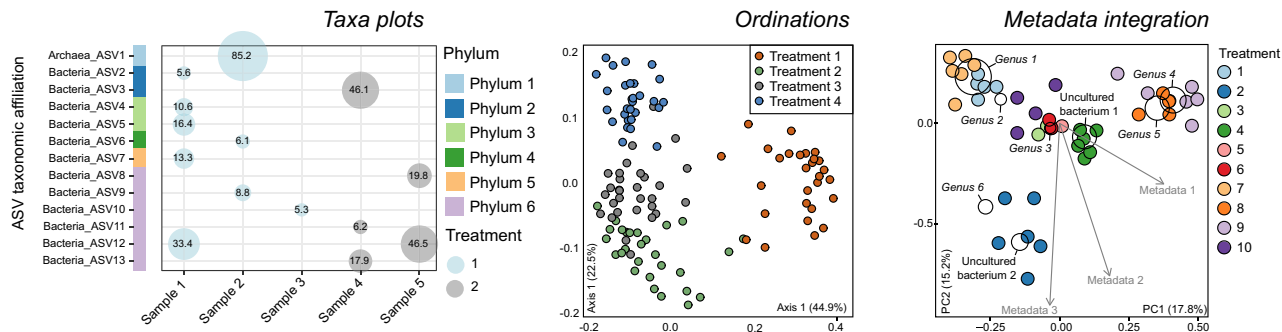 Taxa plots
ASV taxonomic affiliation
Archaea_ASV1
Bacteria_ASV2
Bacteria_ASV3
Bacteria_ASV4
Bacteria_ASV5
Bacteria_ASV6
Bacteria_ASV7
Bacteria_ASV8
Bacteria_ASV9
Bacteria_ASV10
Bacteria_ASV11
Bacteria_ASV12
Bacteria_ASV13
85.2
5.6
46.1
10.6
16.4
6.1
13.3
19.8
8.8
5.3
6.2
33.4
46.5
17.9
Sample 1
Sample 2
Sample 3
Sample 4
Sample 5
Phylum
Phylum 1
Phylum 2
Phylum 3
Phylum 4
Phylum 5
Phylum 6
Treatment
1
2
Ordinations
0.2
0.1
0.0
-0.1
-0.2
Axis 1 (22.5%)
Treatment 1
Treatment 2
Treatment 3
Treatment 4
Axis 1 (44.9%)
-0.2
0.0
0.2
0.4
Metadata integration
0.0
-0.5
PC2 (15.2%)
Genus 1
Genus 2
Genus 3
Uncultured
bacterium 1
Genus 4
Genus 5
Genus 6
Uncultured
bacterium 2
Metadata 1
Metadata 2
Metadata 3
PC1 (17.8%)
−0.25
0.00
0.25
0.50
Treatment
1
2
3
4
5
6
7
8
9
10